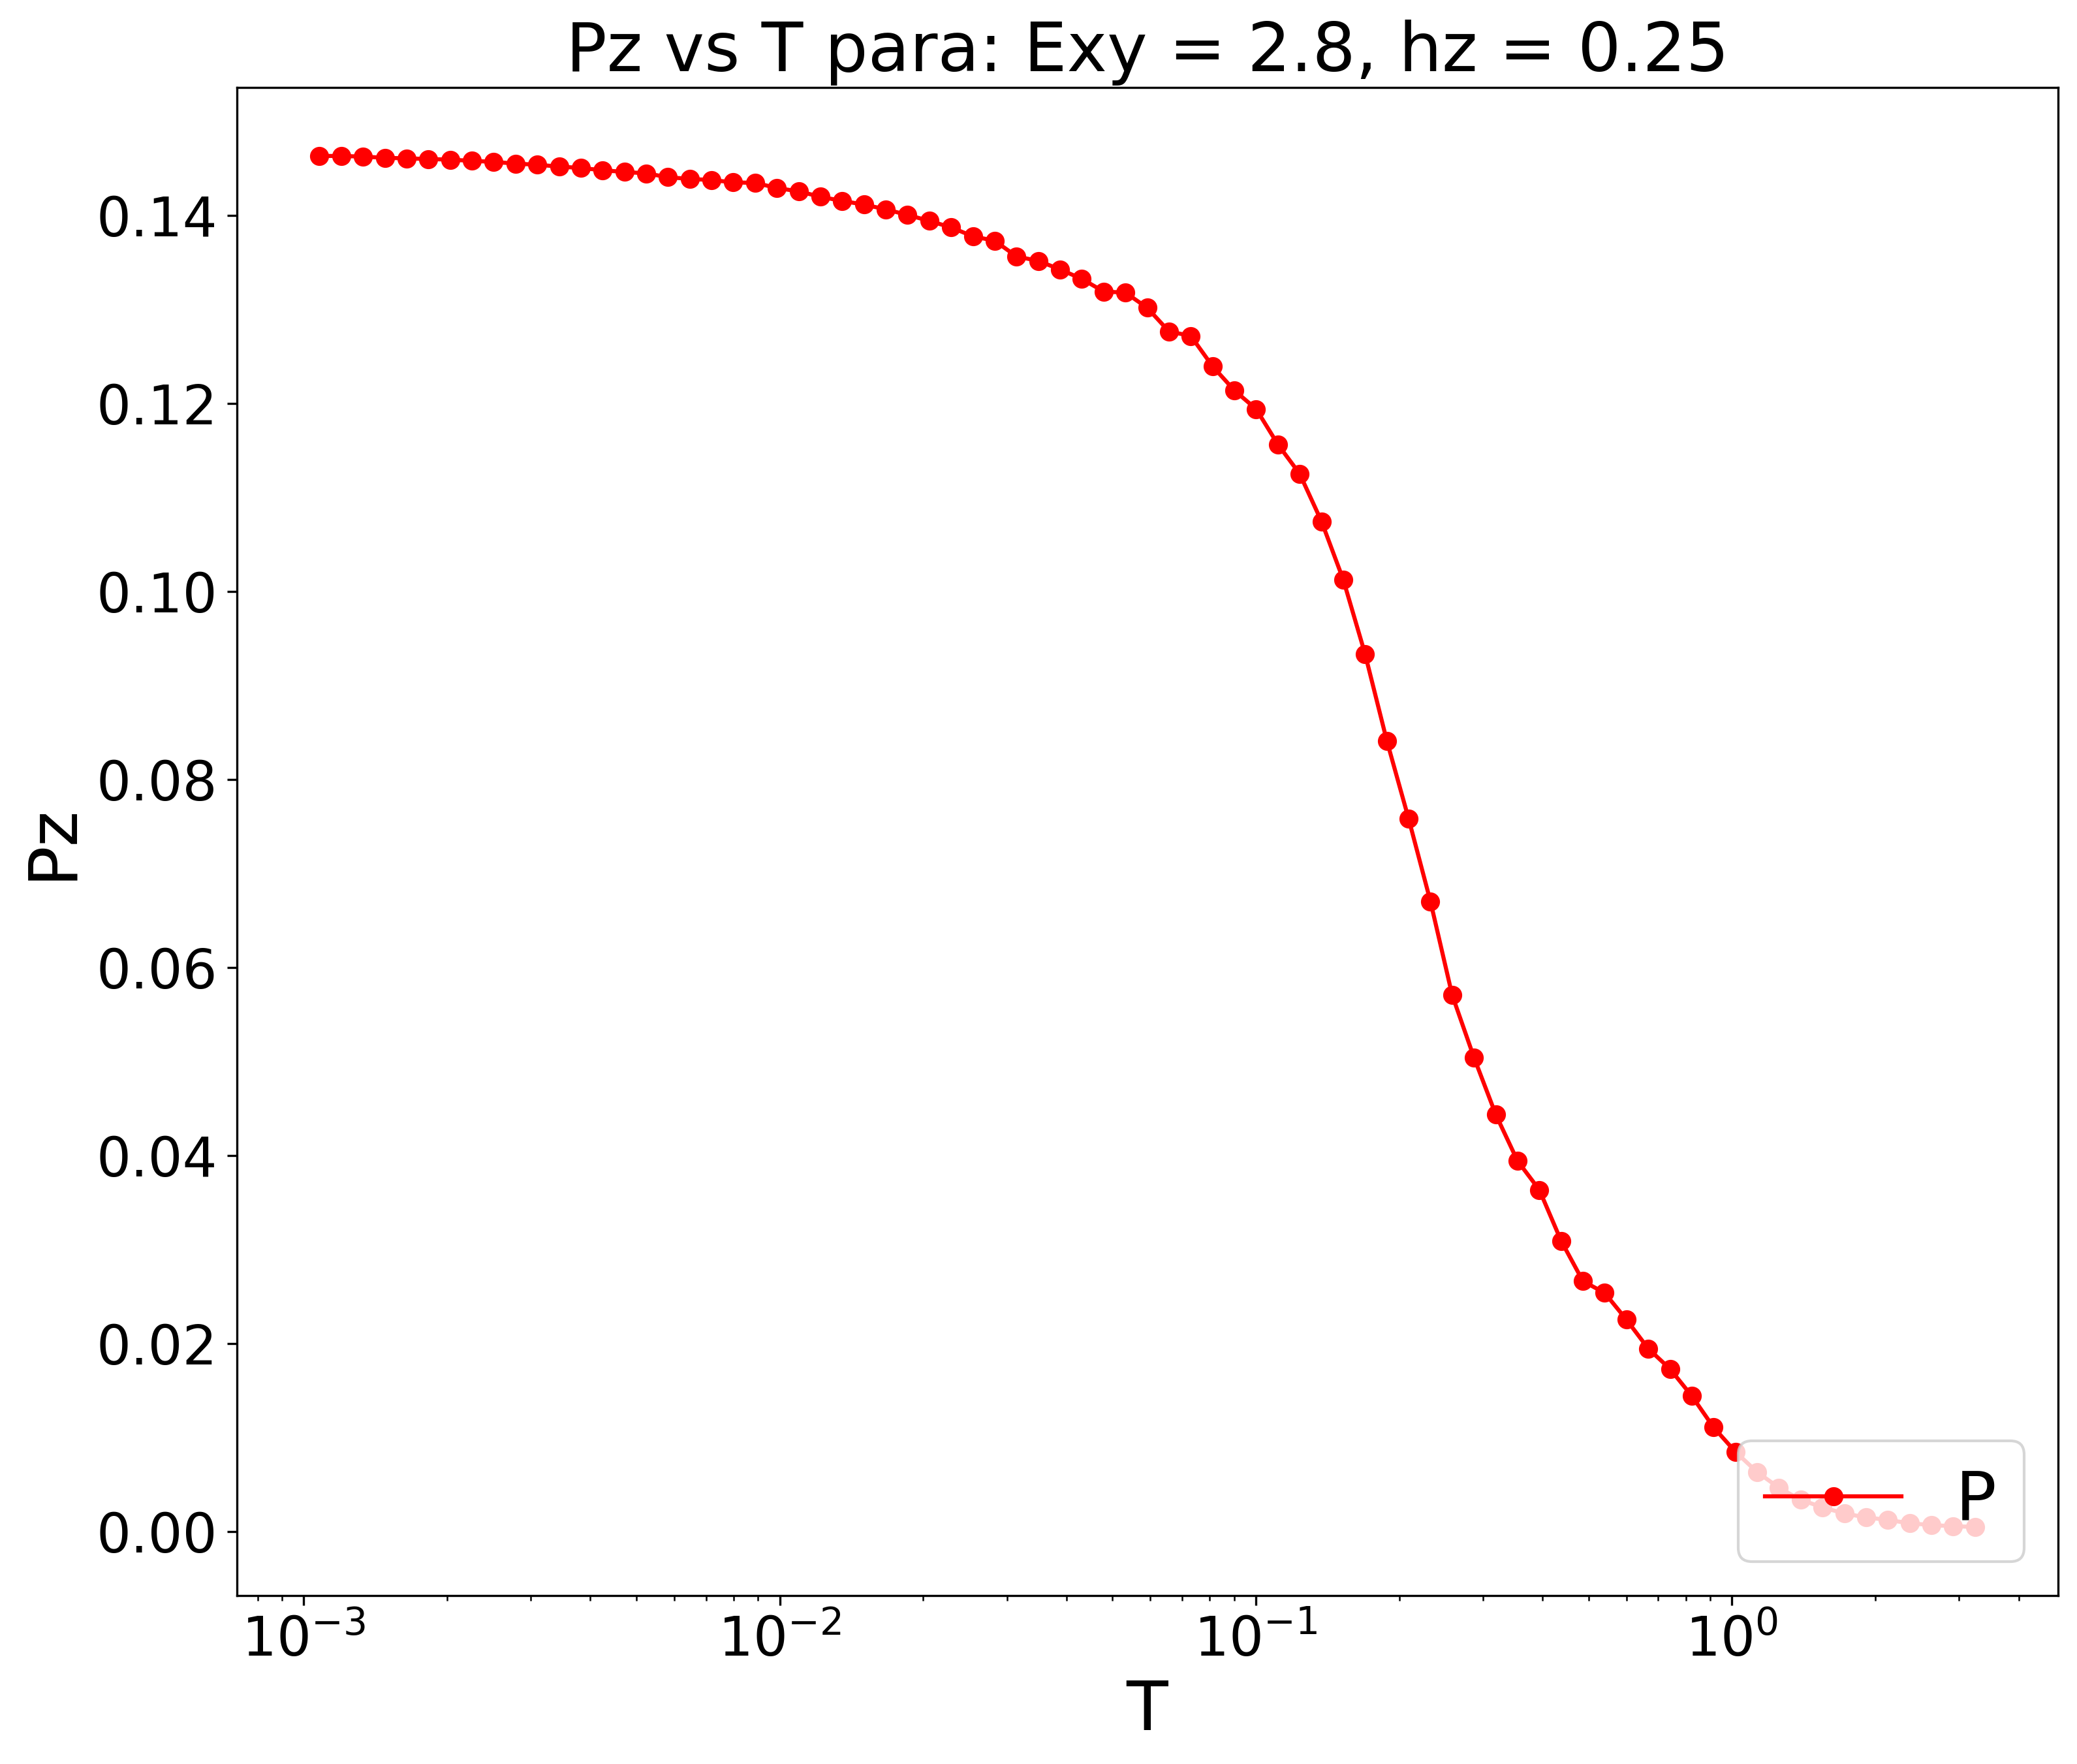 Pz vs T para: Exy = 2.8, hz = 0.25
Pz
0.14
0.12
0.10
0.08
0.06
0.04
0.02
0.00
P
10⁻³ 10⁻² 10⁻¹ 10⁰
T